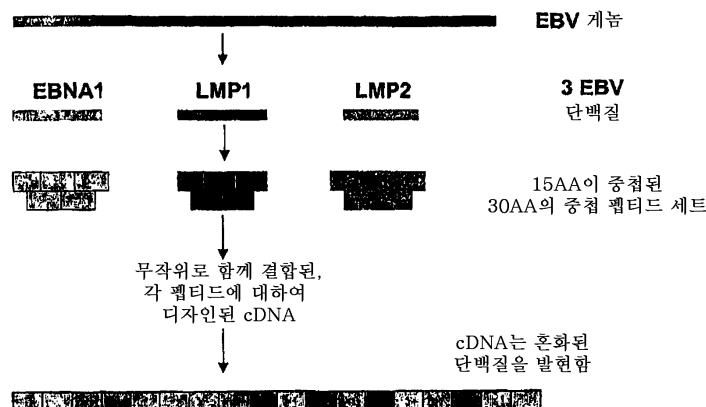 EBV 게놈
EBNA1
LMP1
LMP2
3 EBV
단백질
15AA이 중첩된
30AA의 중첩 펩티드 세트
무작위로 함께 결합된,
각 펩티드에 대하여
디자인된 cDNA
cDNA는 혼화된
단백질을 발현함